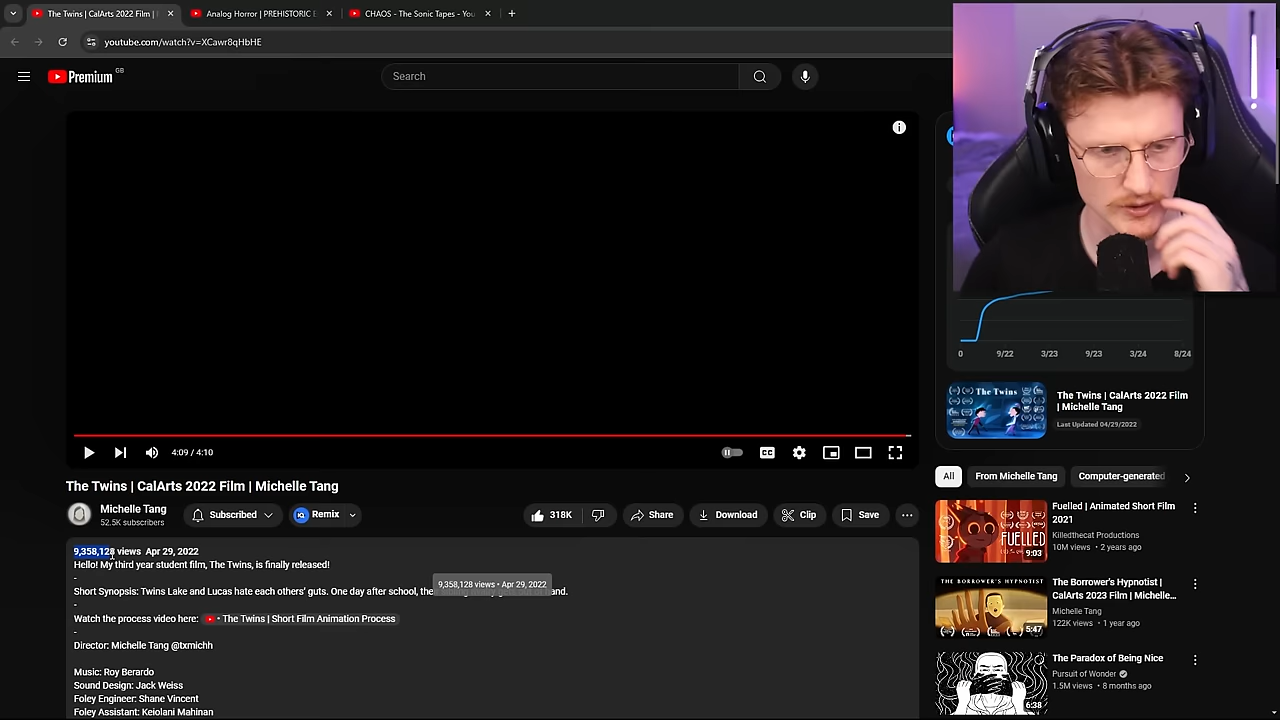 The Twins | CalArts 2022 Film |
Analog Horror | PREHISTORIC E
CHAOS - The Sonic Tapes - You
youtube.com/watch?v=XCawr8qHbHE
Premium GB
Search
4:09 / 4:10
CC
The Twins | CalArts 2022 Film | Michelle Tang
Michelle Tang
52.5K subscribers
Subscribed
Remix
318K
Share
Download
Clip
Save
9,358,128 views Apr 29, 2022
Hello! My third year student film, The Twins, is finally released!
-
Short Synopsis: Twins Lake and Lucas hate each others' guts. One day after school, the
9,358,128 views • Apr 29, 2022
-
Watch the process video here: • The Twins | Short Film Animation Process
-
Director: Michelle Tang @txmichh
Music: Roy Berardo
Sound Design: Jack Weiss
Foley Engineer: Shane Vincent
Foley Assistant: Keiolani Mahinan
0 9/22 3/23 9/23 3/24 8/24
The Twins
The Twins | CalArts 2022 Film
| Michelle Tang
Last Updated 04/29/2022
All
From Michelle Tang
Computer-generated
FUELLED
9:03
Fuelled | Animated Short Film
2021
Killedthecat Productions
10M views • 2 years ago
THE BORROWER'S HYPNOTIST
5:47
The Borrower's Hypnotist |
CalArts 2023 Film | Michelle...
Michelle Tang
122K views • 1 year ago
6:38
The Paradox of Being Nice
Pursuit of Wonder
1.5M views • 8 months ago